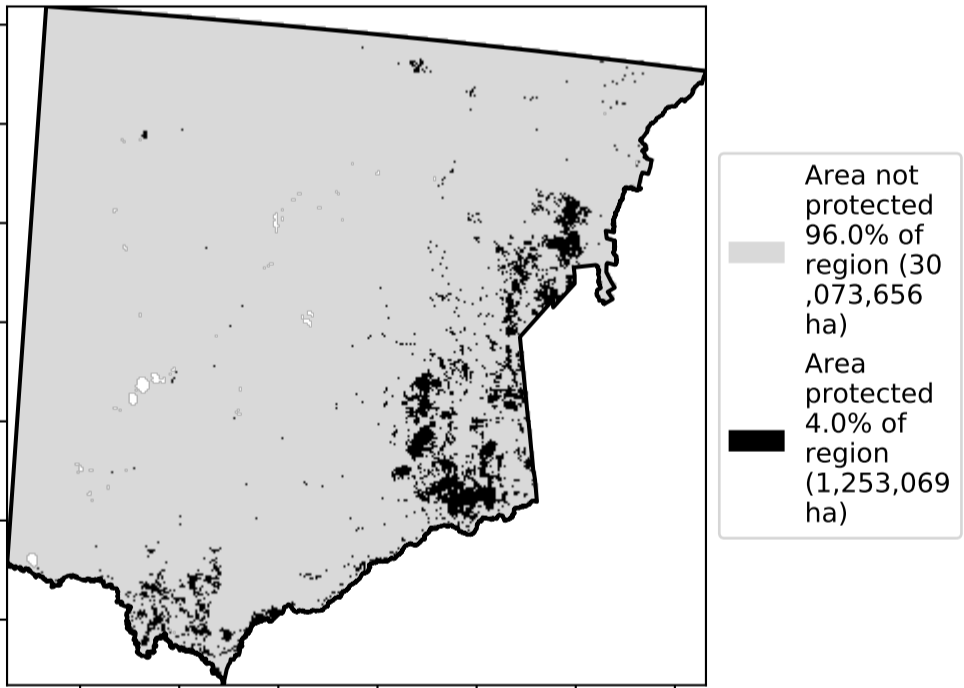 Area not
protected
96.0% of
region (30
,073,656
ha)
Area
protected
4.0% of
region
(1,253,069
ha)